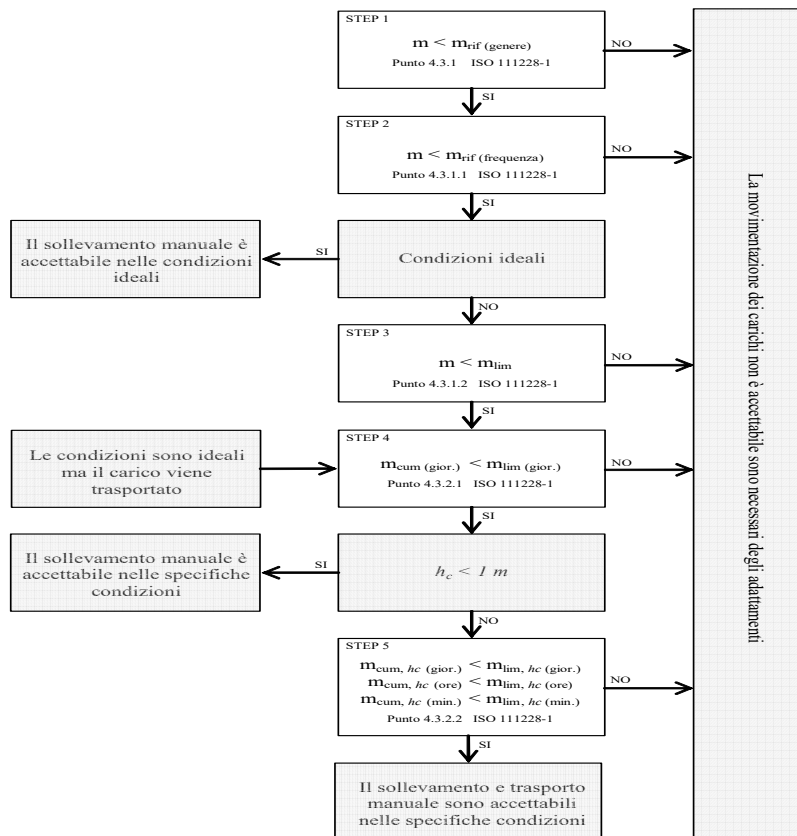 STEP 1
m < mrif (genere)
Punto 4.3.1 ISO 111228-1
NO
SI
STEP 2
m < mrif (frequenza)
Punto 4.3.1.1 ISO 111228-1
NO
SI
Il sollevamento manuale è
accettabile nelle condizioni
ideali
SI
Condizioni ideali
NO
STEP 3
m < mlim
Punto 4.3.1.2 ISO 111228-1
NO
SI
Le condizioni sono ideali
ma il carico viene
trasportato
STEP 4
mcum (gior.) < mlim (gior.)
Punto 4.3.2.1 ISO 111228-1
NO
SI
Il sollevamento manuale è
accettabile nelle specifiche
condizioni
SI
hc < 1 m
NO
STEP 5
mcum, hc (gior.) < mlim, hc (gior.)
mcum, hc (ore) < mlim, hc (ore)
mcum, hc (min.) < mlim, hc (min.)
Punto 4.3.2.2 ISO 111228-1
NO
SI
Il sollevamento e trasporto
manuale sono accettabili
nelle specifiche condizioni
La movimentazione dei carichi non è accettabile sono necessari degli adattamenti